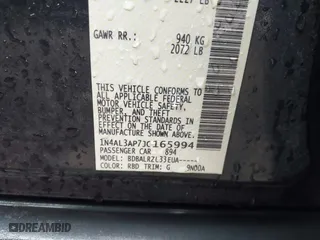 GAWR RR.:
940 KG
2072 LB
THIS VEHICLE CONFORMS TO ALL
APPLICABLE FEDERAL MOTOR VEHICLE
SAFETY, BUMPER, AND THEFT
PREVENTION STANDARDS IN EFFECT
ON THE DATE OF MANUFACTURE
SHOWN ABOVE.
1N4AL3AP7JC165994
PASSENGER CAR 894
MODEL: BDBALRZL33EUA-----
COLOR: RBD TRIM: G